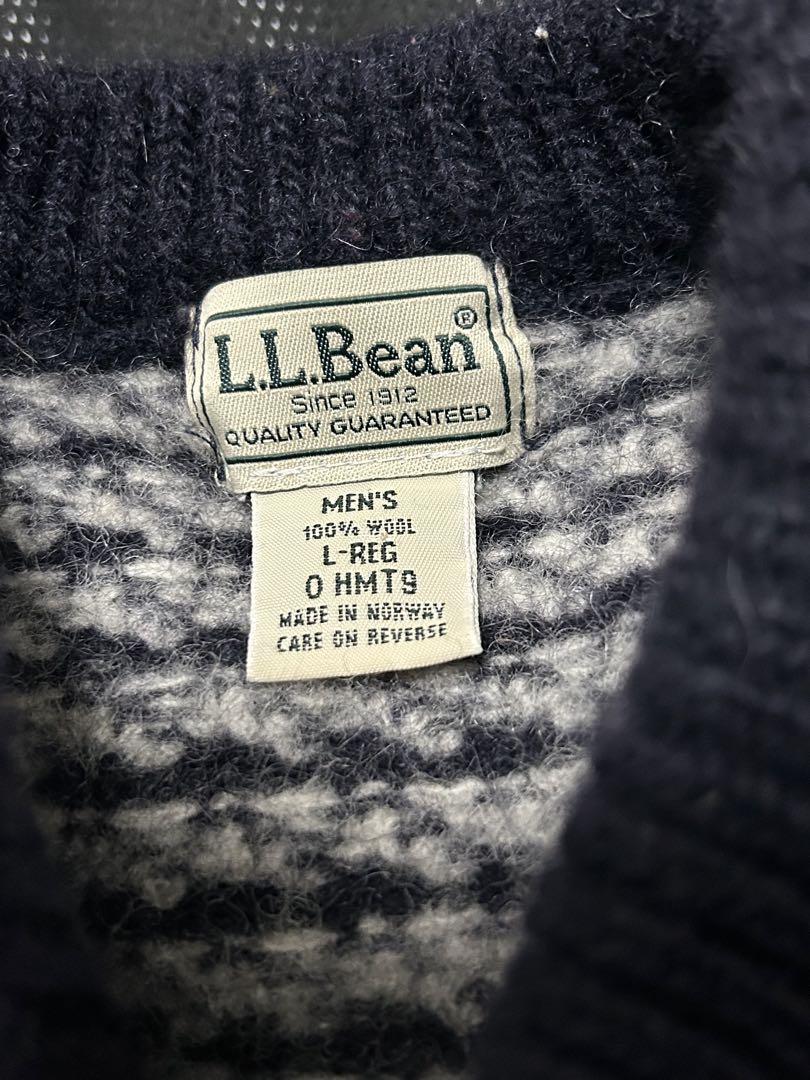 L.L.Bean®
Since 1912
QUALITY GUARANTEED
MEN'S
100% WOOL
L-REG
0 HMT9
MADE IN NORWAY
CARE ON REVERSE